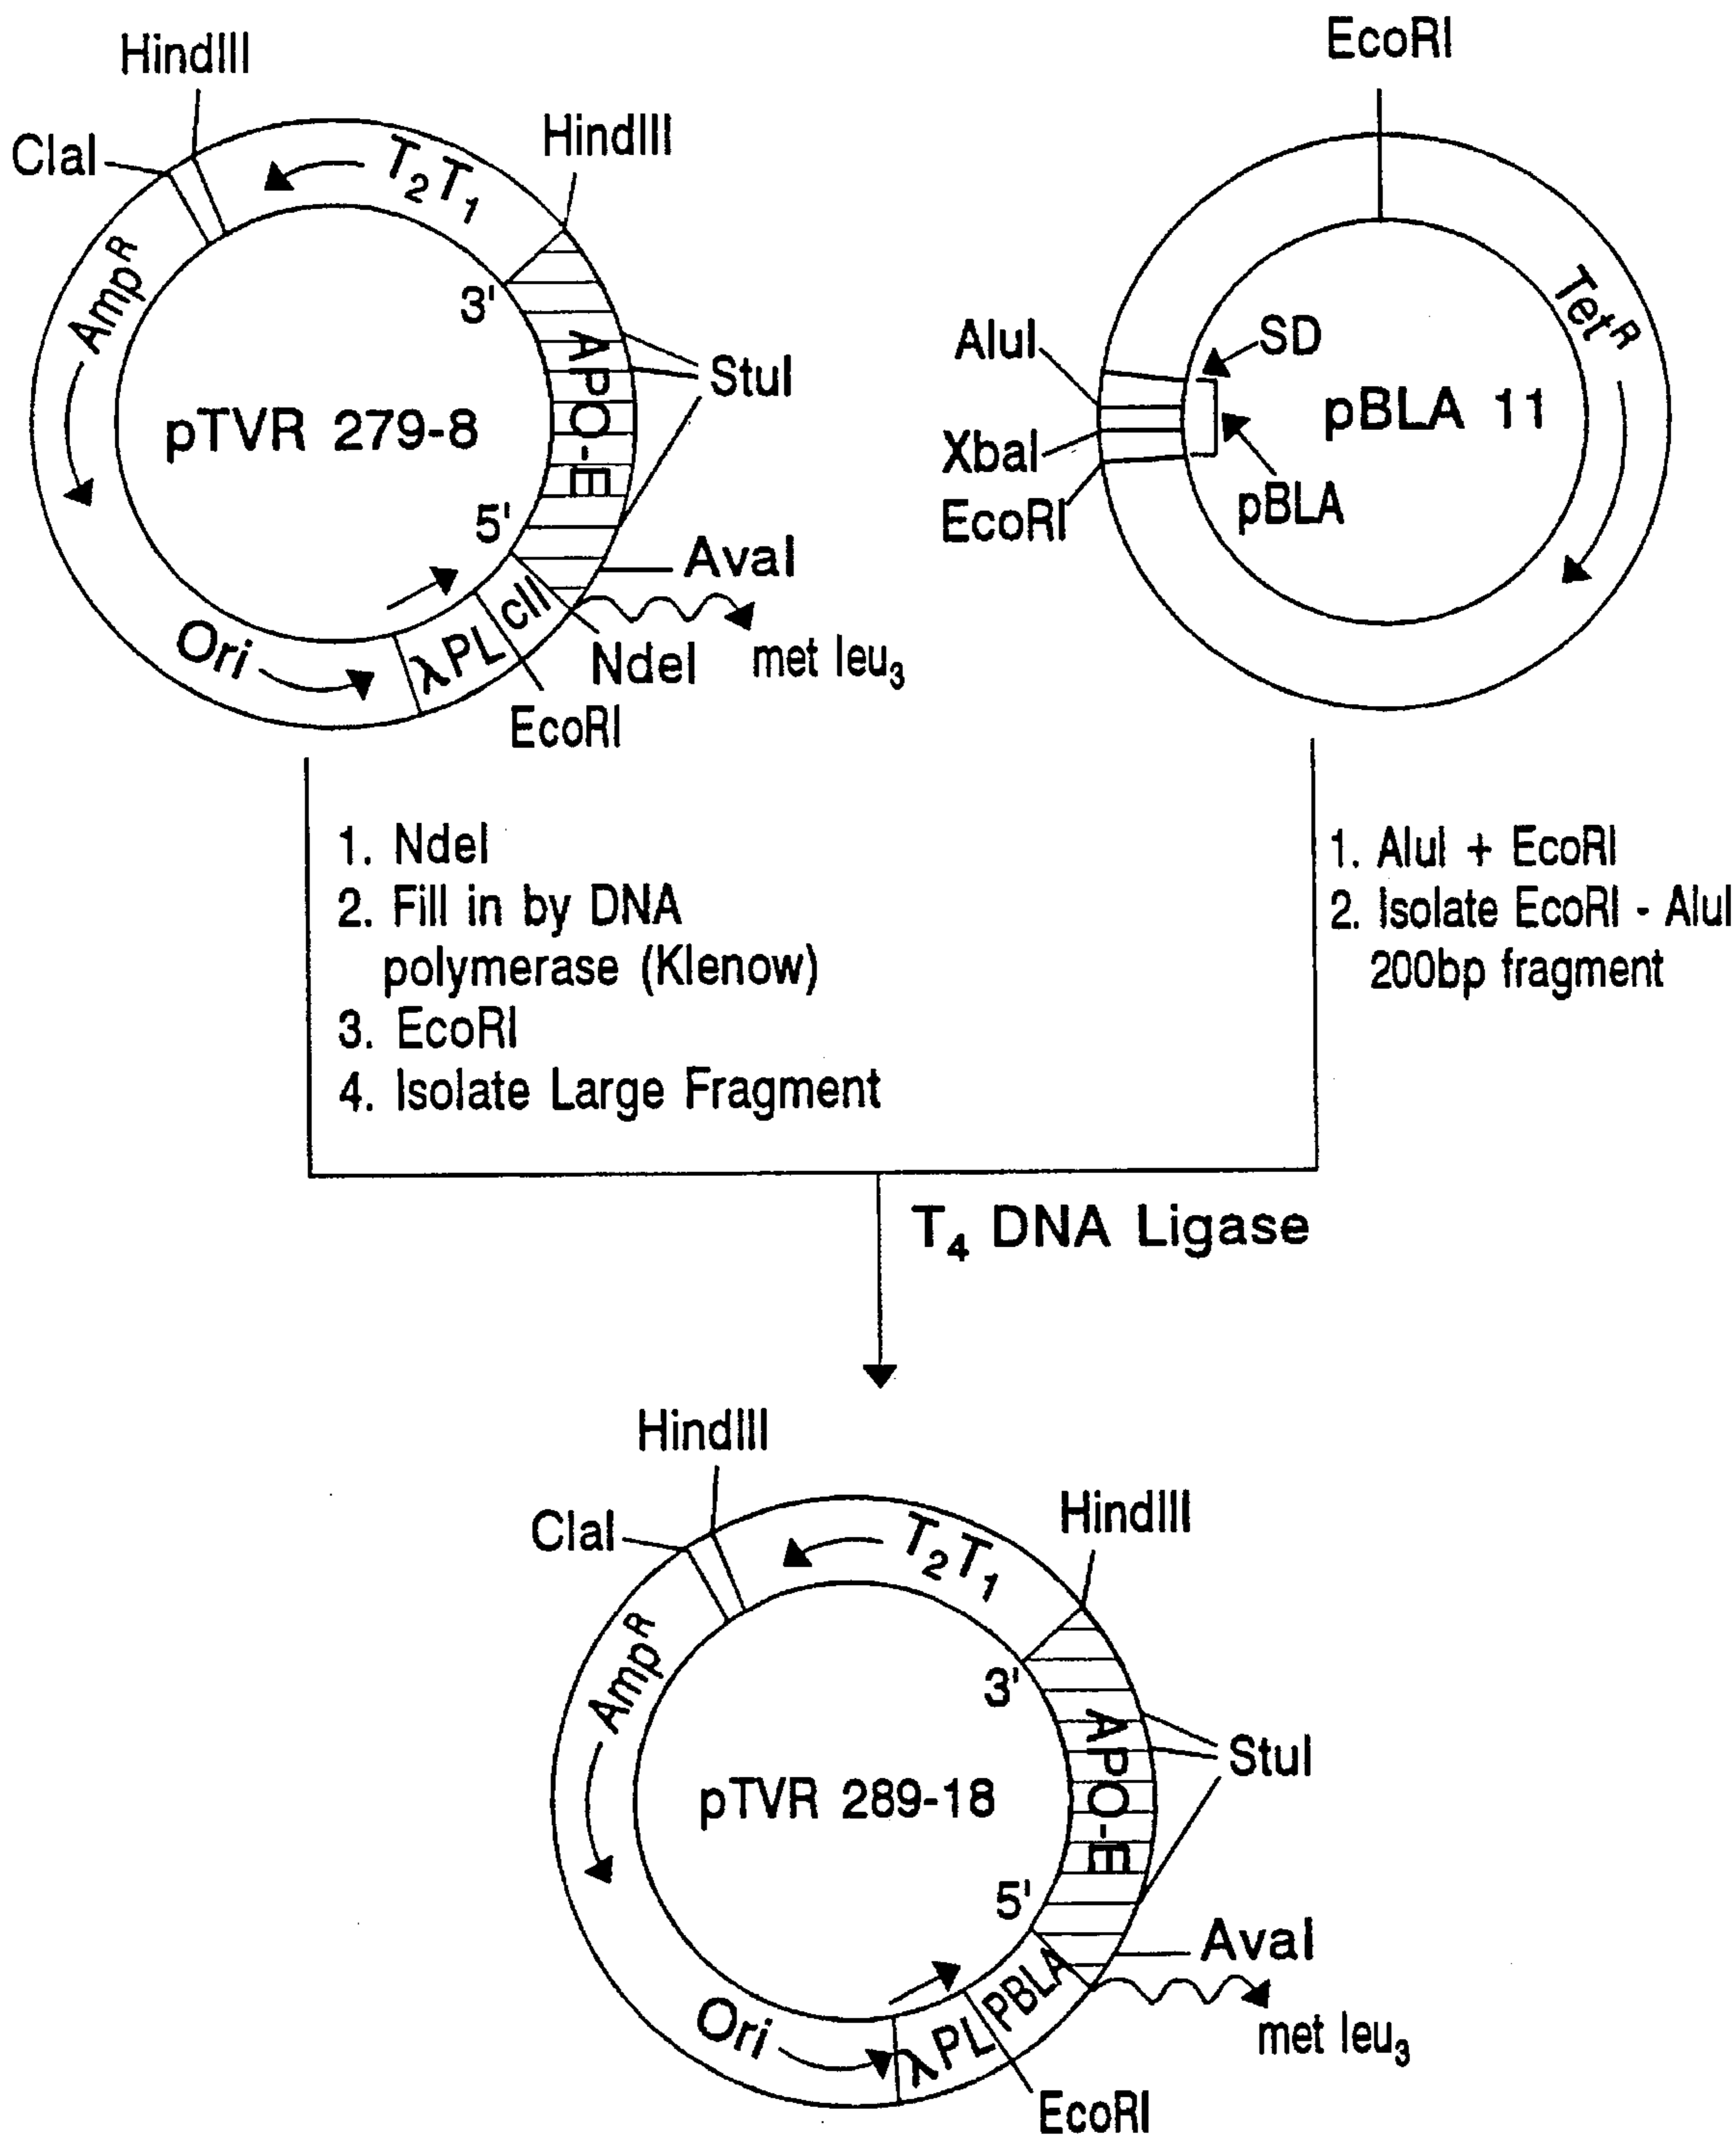 HindIII
ClaI
HindIII
T₂T₁
Amp^R
3'
APO-E
StuI
pTVR 279-8
5'
AvaI
cII
met leu₃
NdeI
λPL
Ori
EcoRI
EcoRI
Tet^R
AluI
SD
pBLA 11
XbaI
EcoRI
pBLA
1. NdeI
2. Fill in by DNA
polymerase (Klenow)
3. EcoRI
4. Isolate Large Fragment
1. AluI + EcoRI
2. Isolate EcoRI - AluI
200bp fragment
T₄ DNA Ligase
HindIII
ClaI
HindIII
T₂T₁
Amp^R
3'
APO-E
StuI
pTVR 289-18
5'
AvaI
PBLA
met leu₃
λPL
Ori
EcoRI